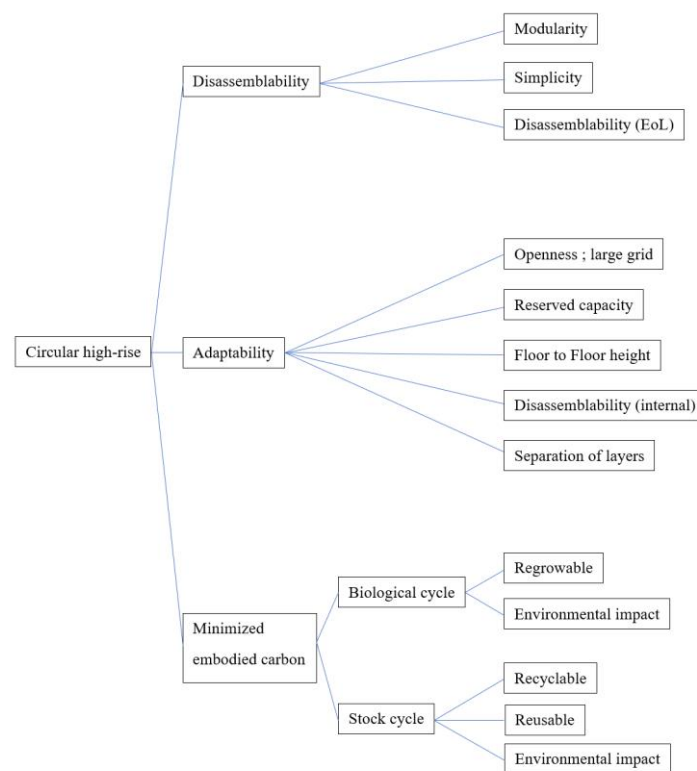 Circular high-rise
Disassemblability
Modularity
Simplicity
Disassemblability (EoL)
Adaptability
Openness ; large grid
Reserved capacity
Floor to Floor height
Disassemblability (internal)
Separation of layers
Minimized
embodied carbon
Biological cycle
Regrowable
Environmental impact
Stock cycle
Recyclable
Reusable
Environmental impact